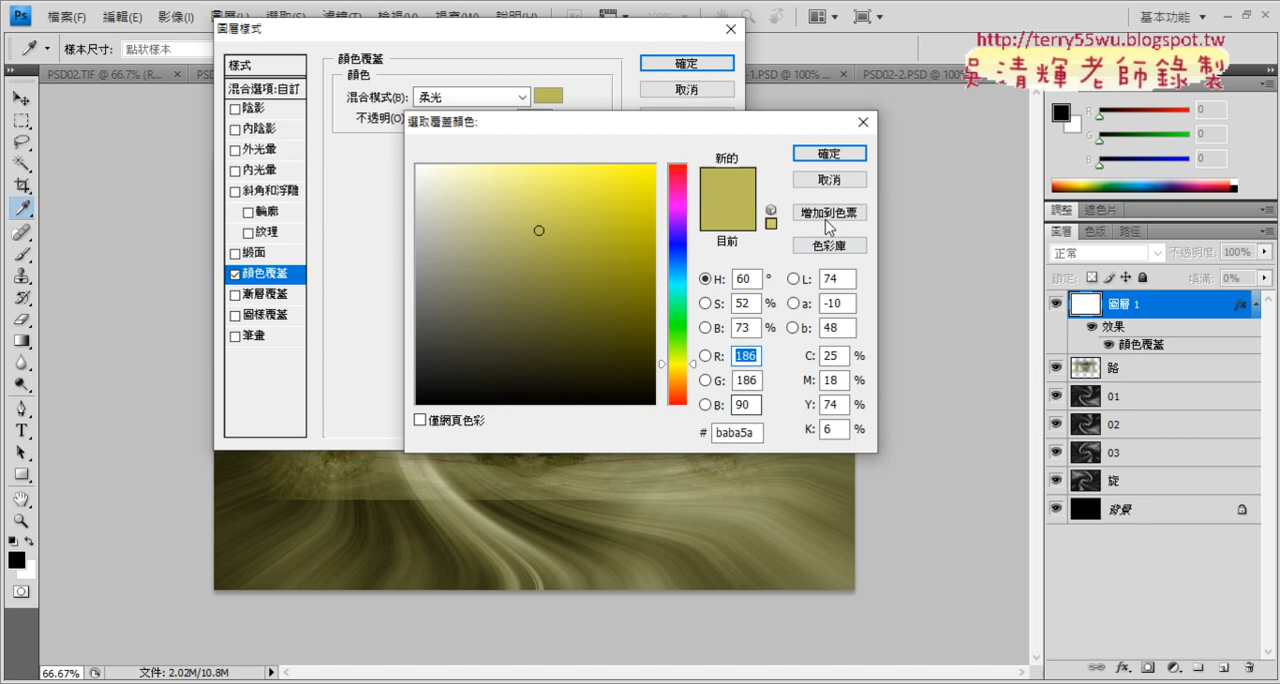 Ps 檔案(F) 編輯(E) 影像(I)
基本功能
http://terry55wu.blogspot.tw
吳清輝老師錄製
樣本尺寸: 點狀樣本
PSD02.TIF @ 66.7% (R...
-1.PSD @ 100% ...
PSD02-2.PSD @ 100%
圖層樣式
樣式
混合選項:自訂
陰影
內陰影
外光暈
內光暈
斜角和浮雕
輪廓
紋理
緞面
顏色覆蓋
漸層覆蓋
圖樣覆蓋
筆畫
顏色覆蓋
顏色
混合模式(B): 柔光
不透明(O)
確定
取消
選取覆蓋顏色:
新的
目前
確定
取消
增加到色票
色彩庫
H: 60 °
S: 52 %
B: 73 %
R: 186
G: 186
B: 90
# baba5a
L: 74
a: -10
b: 48
C: 25 %
M: 18 %
Y: 74 %
K: 6 %
僅網頁色彩
R 0
G 0
B 0
調整 遮色片
圖層 色版 路徑
正常 不透明度: 100%
鎖定: 填滿: 0%
圖層 1 fx
效果
顏色覆蓋
路
01
02
03
旋
背景
66.67% 文件: 2.02M/10.8M